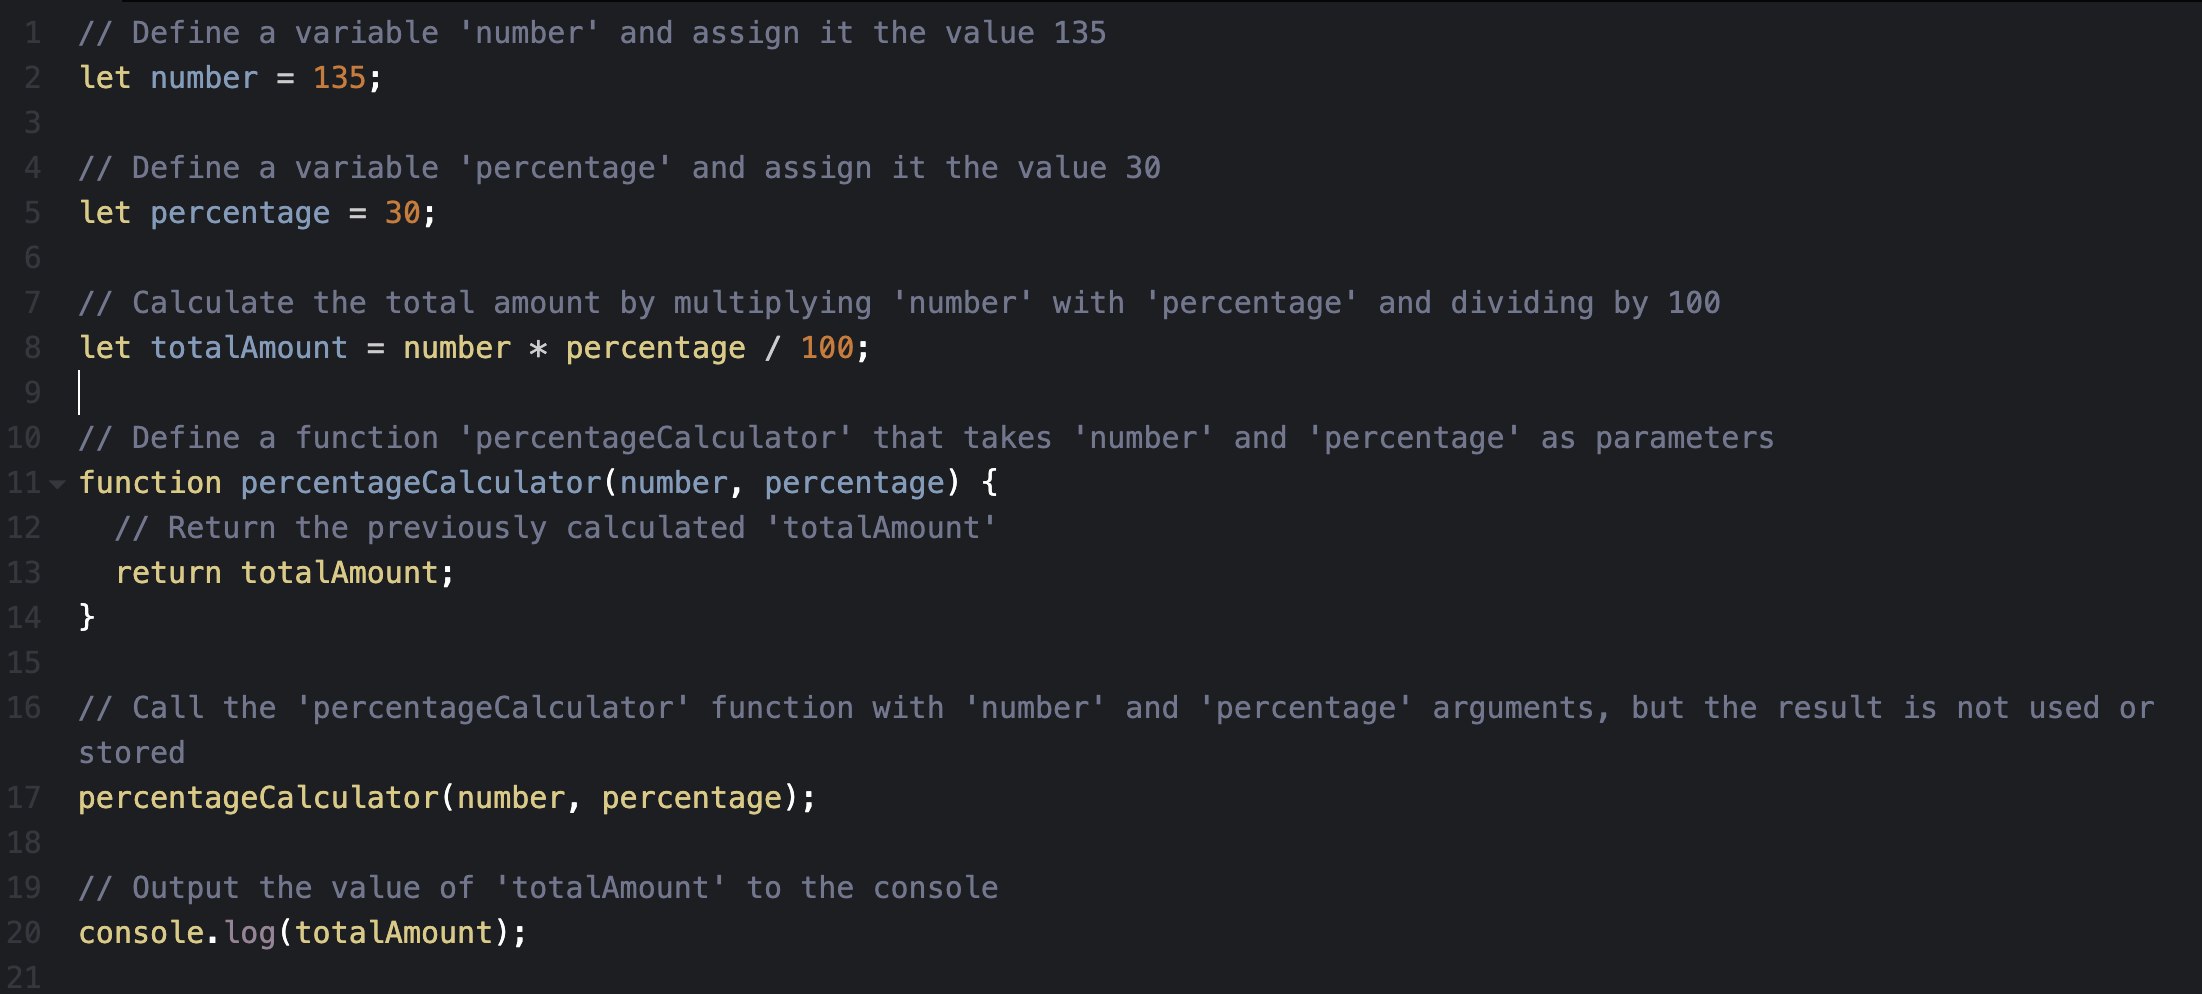 1 // Define a variable 'number' and assign it the value 135
2 let number = 135;
3
4 // Define a variable 'percentage' and assign it the value 30
5 let percentage = 30;
6
7 // Calculate the total amount by multiplying 'number' with 'percentage' and dividing by 100
8 let totalAmount = number * percentage / 100;
9
10 // Define a function 'percentageCalculator' that takes 'number' and 'percentage' as parameters
11 function percentageCalculator(number, percentage) {
12   // Return the previously calculated 'totalAmount'
13   return totalAmount;
14 }
15
16 // Call the 'percentageCalculator' function with 'number' and 'percentage' arguments, but the result is not used or
stored
17 percentageCalculator(number, percentage);
18
19 // Output the value of 'totalAmount' to the console
20 console.log(totalAmount);
21